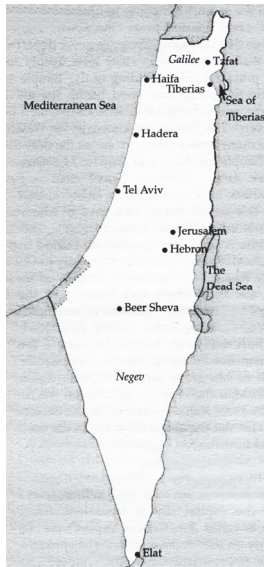 Galilee
Tzfat
Haifa
Tiberias
Sea of
Tiberias
Mediterranean Sea
Hadera
Tel Aviv
Jerusalem
Hebron
The
Dead Sea
Beer Sheva
Negev
Elat